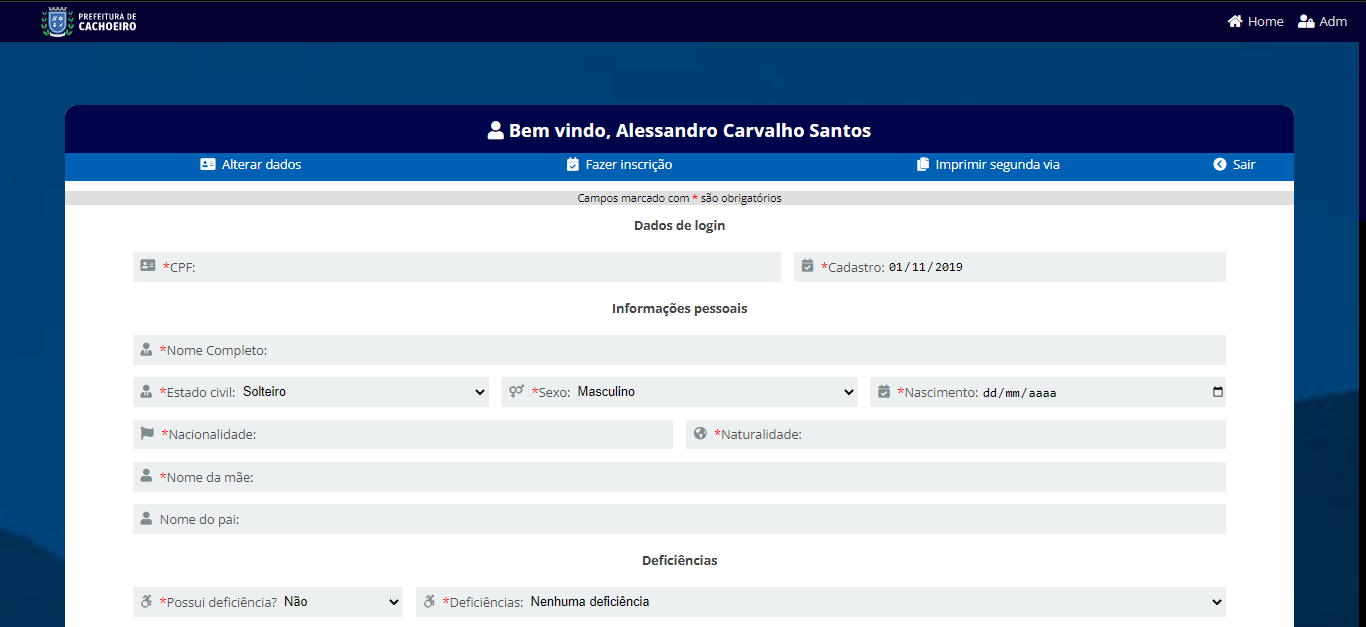 PREFEITURA DE
CACHOEIRO
Home Adm
Bem vindo, Alessandro Carvalho Santos
Alterar dados Fazer inscrição Imprimir segunda via Sair
Campos marcado com * são obrigatórios
Dados de login
*CPF: *Cadastro: 01/11/2019
Informações pessoais
*Nome Completo:
*Estado civil: Solteiro *Sexo: Masculino *Nascimento: dd/mm/aaaa
*Nacionalidade: *Naturalidade:
*Nome da mãe:
Nome do pai:
Deficiências
*Possui deficiência? Não *Deficiências: Nenhuma deficiência